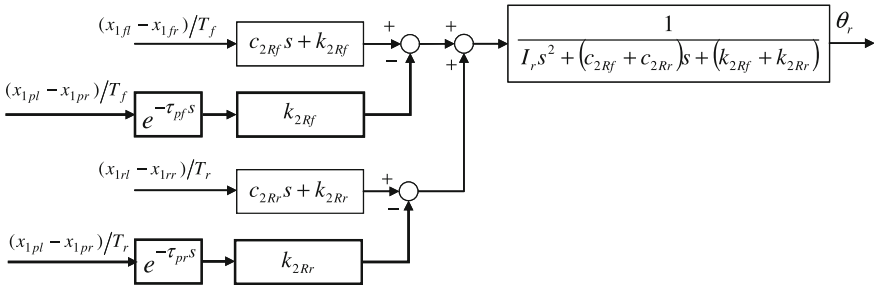 (x_{1fl} − x_{1fr})/T_f
c_{2Rf}s + k_{2Rf}
+
−
+
+
1
I_r s² + (c_{2Rf} + c_{2Rr})s + (k_{2Rf} + k_{2Rr})
θ_r
(x_{1pl} − x_{1pr})/T_f
e^{−τ_{pf}s}
k_{2Rf}
(x_{1rl} − x_{1rr})/T_r
c_{2Rr}s + k_{2Rr}
+
−
(x_{1pl} − x_{1pr})/T_r
e^{−τ_{pr}s}
k_{2Rr}